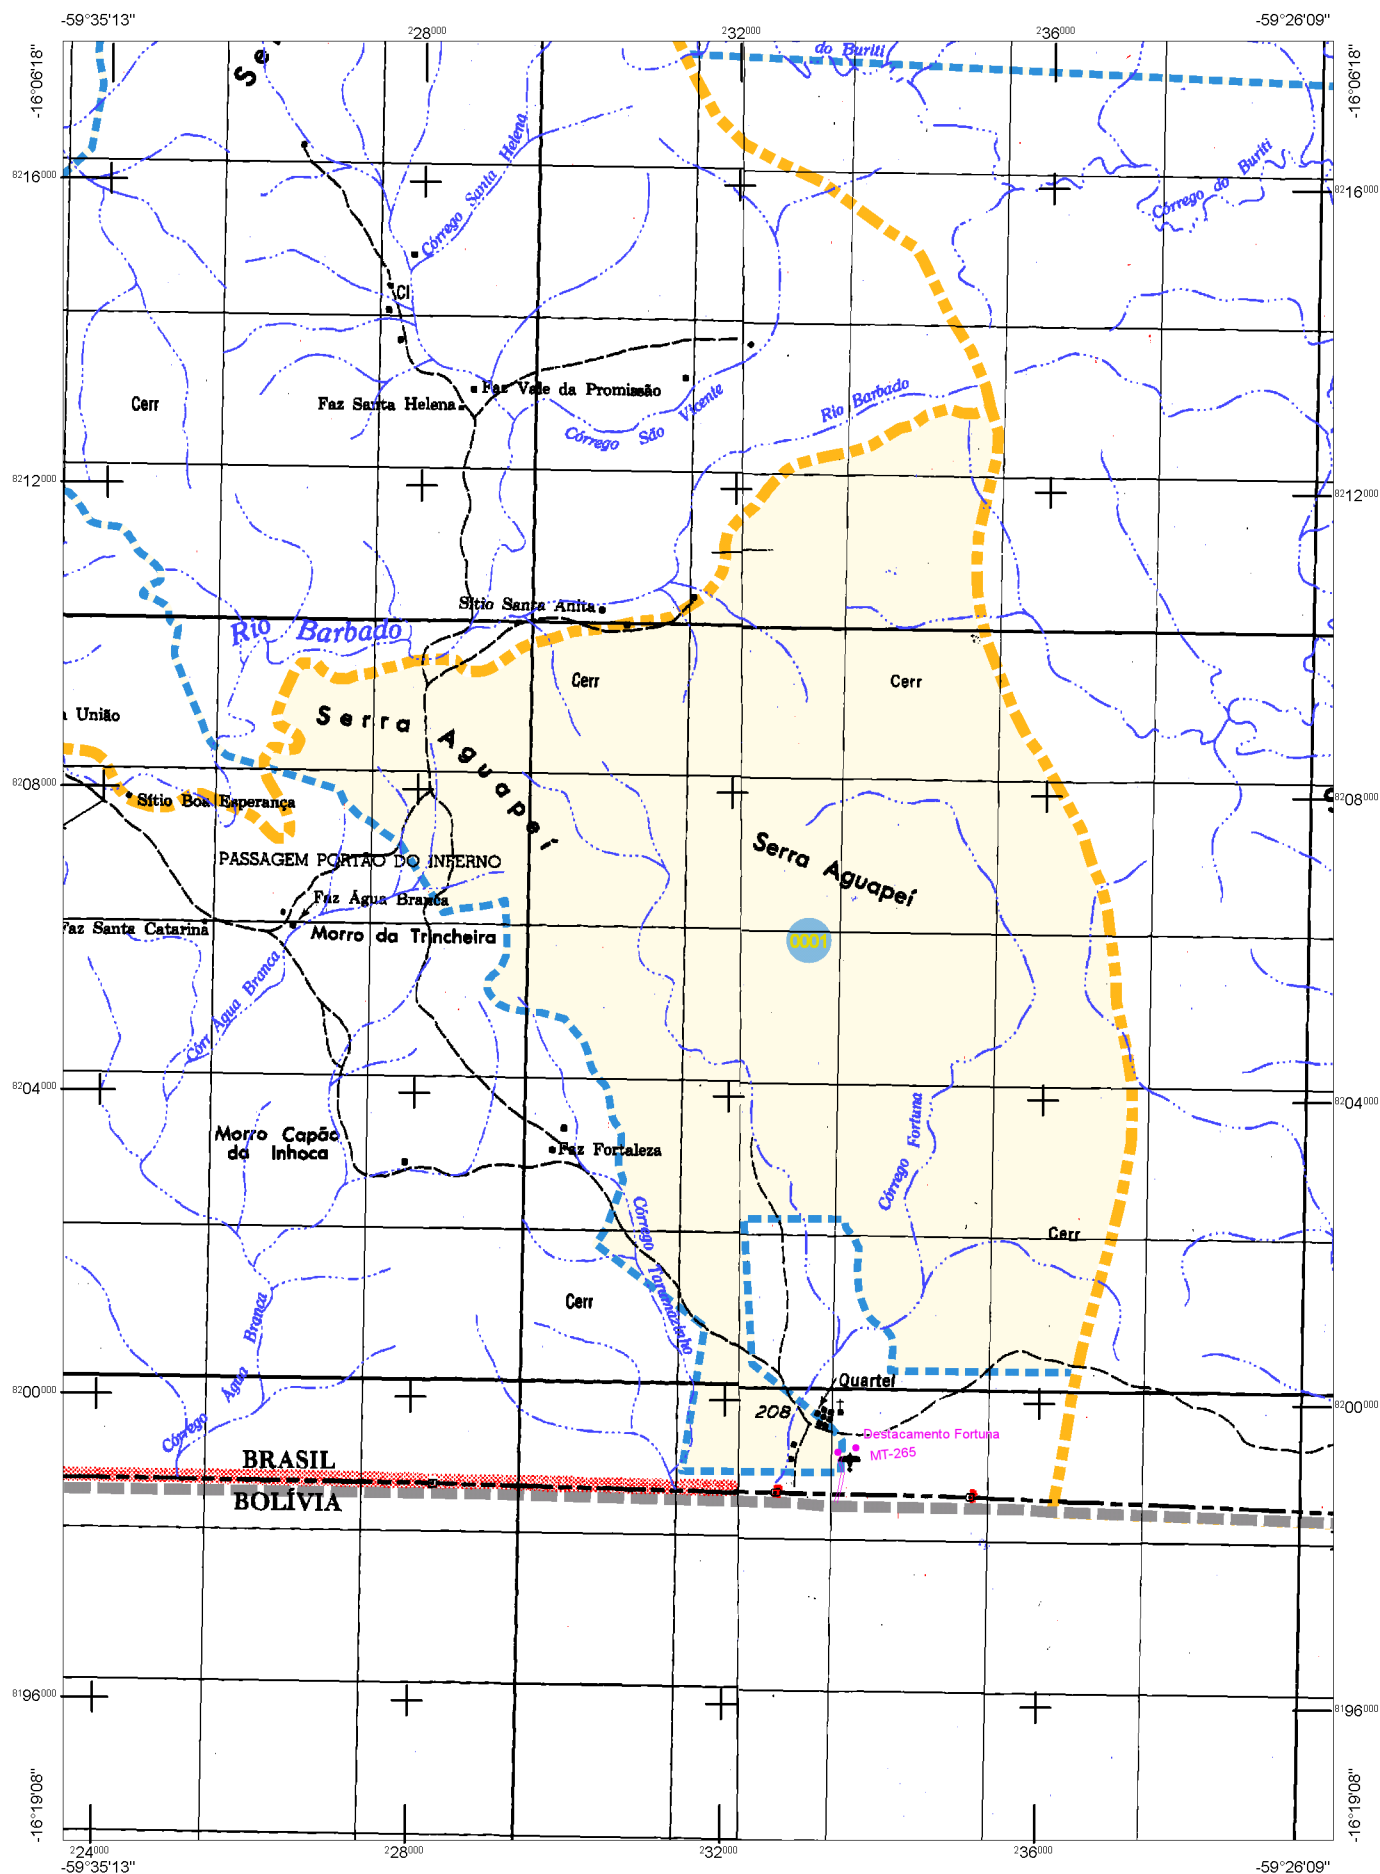 -59°35'13"
-59°26'09"
228000
232000
236000
-16°06'18"
-16°06'18"
do Buriti
Se
Córrego Santa Helena
Córrego do Buriti
8216000
8216000
Cl
Cerr
Faz Vale da Promissão
Faz Santa Helena
Córrego São Vicente
Rio Barbado
8212000
8212000
Sítio Santa Anita
Rio Barbado
Cerr
Cerr
União
Serra Aguapeí
8208000
8208000
Sítio Boa Esperança
Serra Aguapeí
PASSAGEM PORTÃO DO INFERNO
Faz Água Branca
Faz Santa Catarina
Morro da Trincheira
0001
Córr Água Branca
8204000
8204000
Morro Capão
da Inhoca
Faz Fortaleza
Córrego Fortuna
Córrego Tarumazinho
Cerr
Cerr
Córrego Água Branca
8200000
8200000
Quartel
208
Destacamento Fortuna
MT-265
BRASIL
BOLÍVIA
8196000
8196000
-16°19'08"
-16°19'08"
224000
228000
232000
236000
-59°35'13"
-59°26'09"